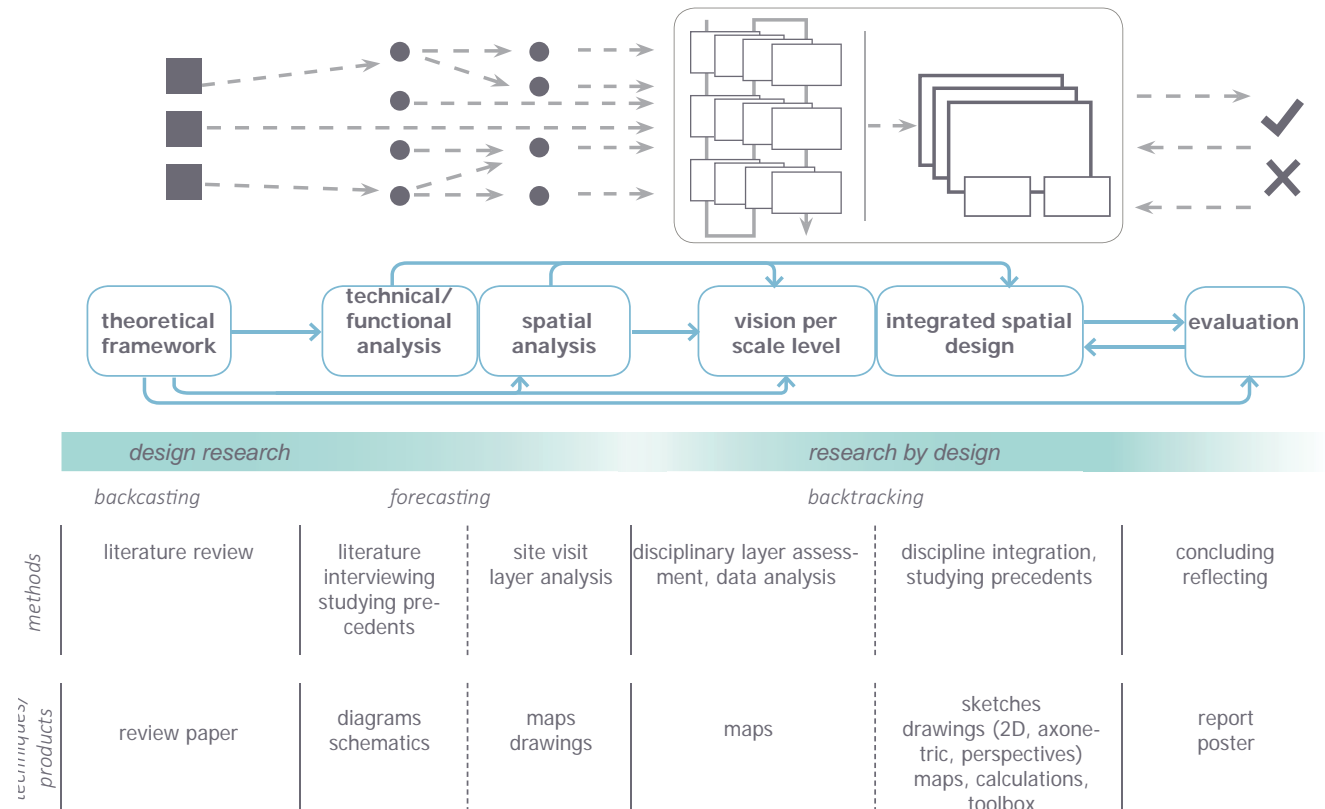 theoretical
framework
technical/
functional
analysis
spatial
analysis
vision per
scale level
integrated spatial
design
evaluation
design research
research by design
backcasting
forecasting
backtracking
methods
literature review
literature
interviewing
studying pre-
cedents
site visit
layer analysis
disciplinary layer assess-
ment, data analysis
discipline integration,
studying precedents
concluding
reflecting
techniques/
products
review paper
diagrams
schematics
maps
drawings
maps
sketches
drawings (2D, axone-
tric, perspectives)
maps, calculations,
toolbox
report
poster